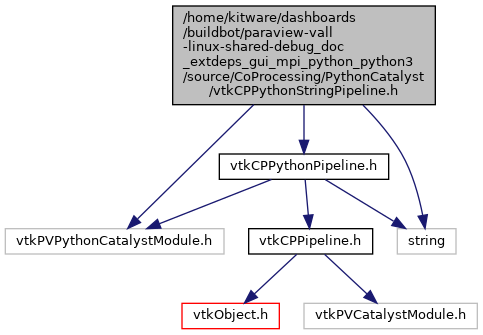 /home/kitware/dashboards
/buildbot/paraview-vall
-linux-shared-debug_doc
_extdeps_gui_mpi_python_python3
/source/CoProcessing/PythonCatalyst
/vtkCPPythonStringPipeline.h
vtkCPPythonPipeline.h
vtkPVPythonCatalystModule.h
vtkCPPipeline.h
string
vtkObject.h
vtkPVCatalystModule.h